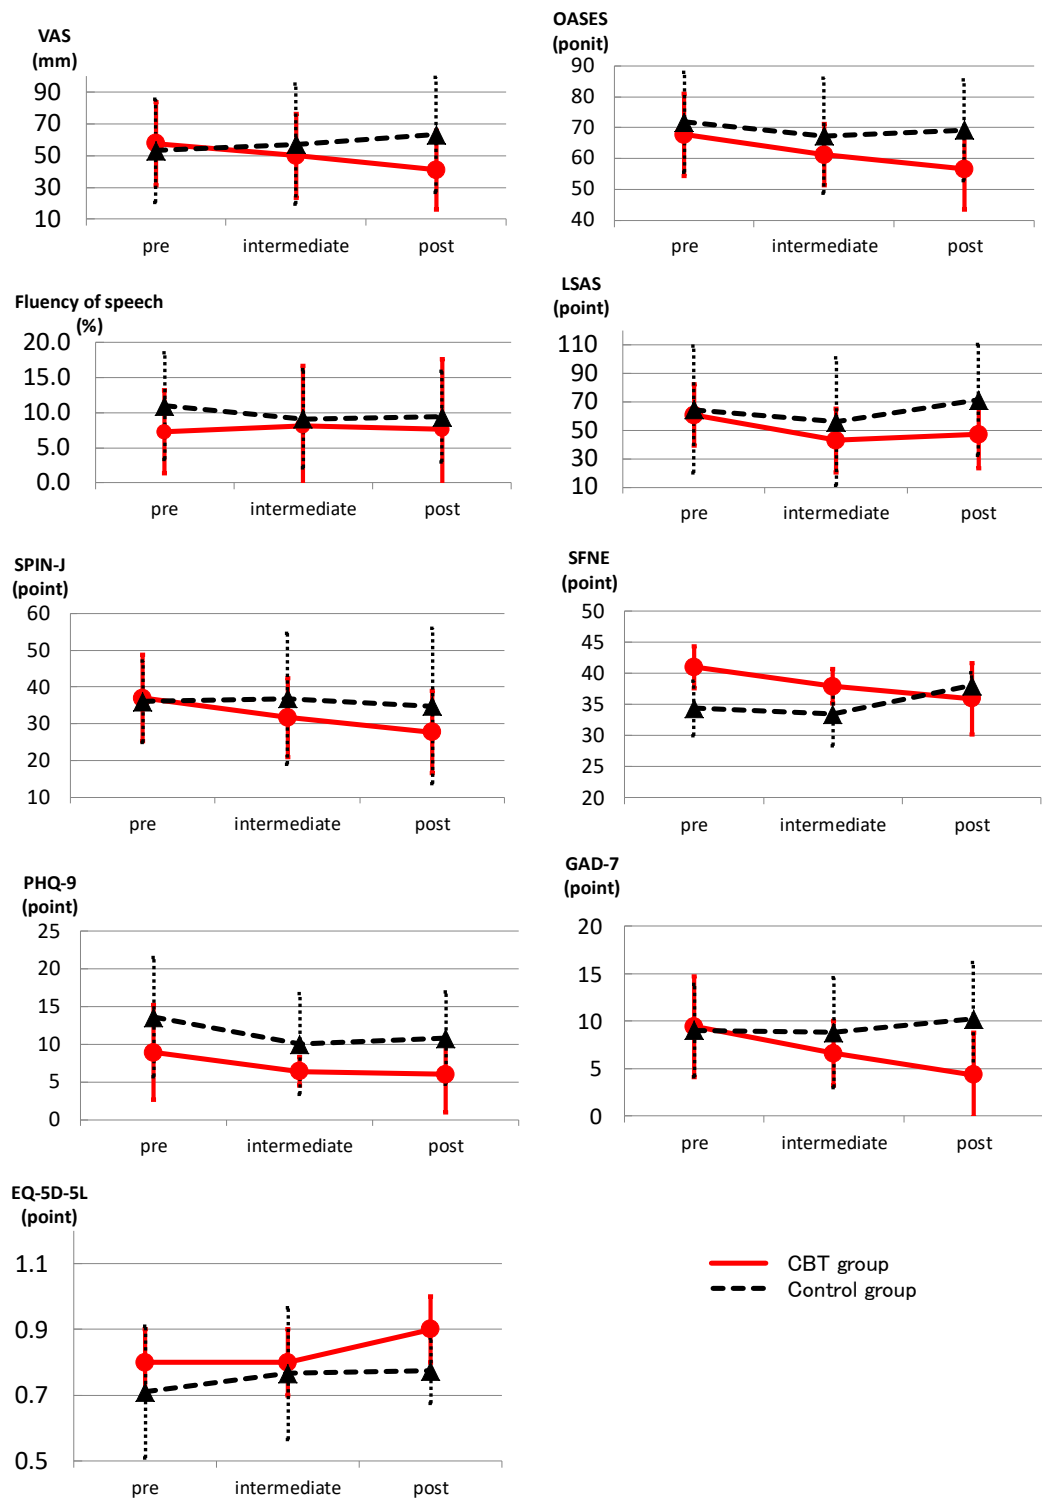 VAS
(mm)
90
70
50
30
10
pre intermediate post
OASES
(ponit)
90
80
70
60
50
40
pre intermediate post
Fluency of speech
(%)
20.0
15.0
10.0
5.0
0.0
pre intermediate post
LSAS
(point)
110
90
70
50
30
10
pre intermediate post
SPIN-J
(point)
60
50
40
30
20
10
pre intermediate post
SFNE
(point)
50
45
40
35
30
25
20
pre intermediate post
PHQ-9
(point)
25
20
15
10
5
0
pre intermediate post
GAD-7
(point)
20
15
10
5
0
pre intermediate post
EQ-5D-5L
(point)
1.1
0.9
0.7
0.5
pre intermediate post
CBT group
Control group